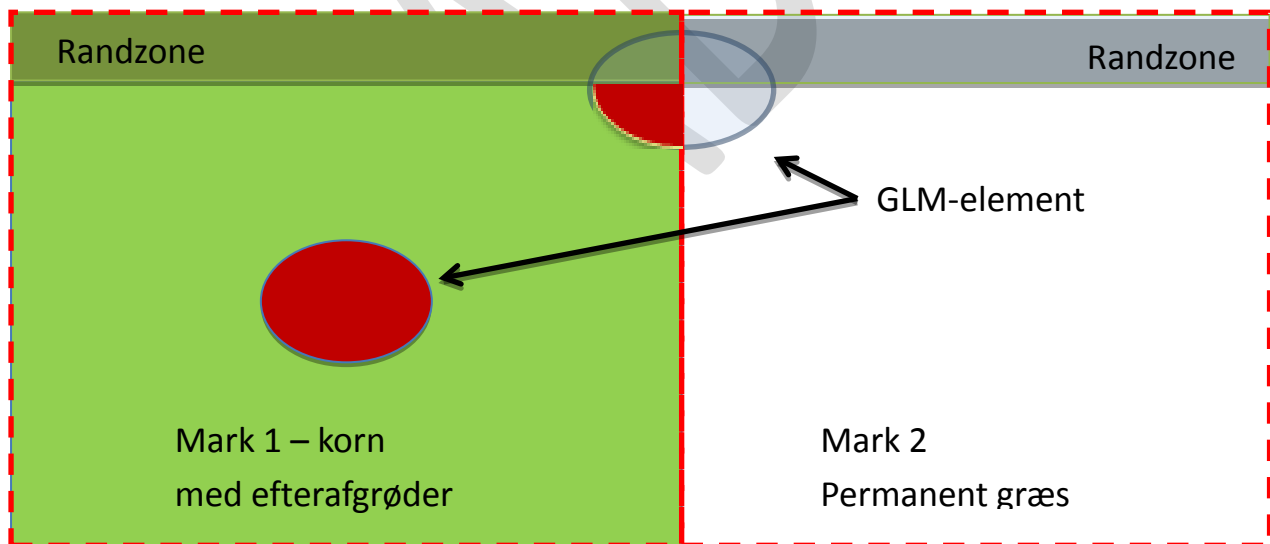 Randzone
Randzone
GLM-element
Mark 1 – korn
med efterafgrøder
Mark 2
Permanent græs